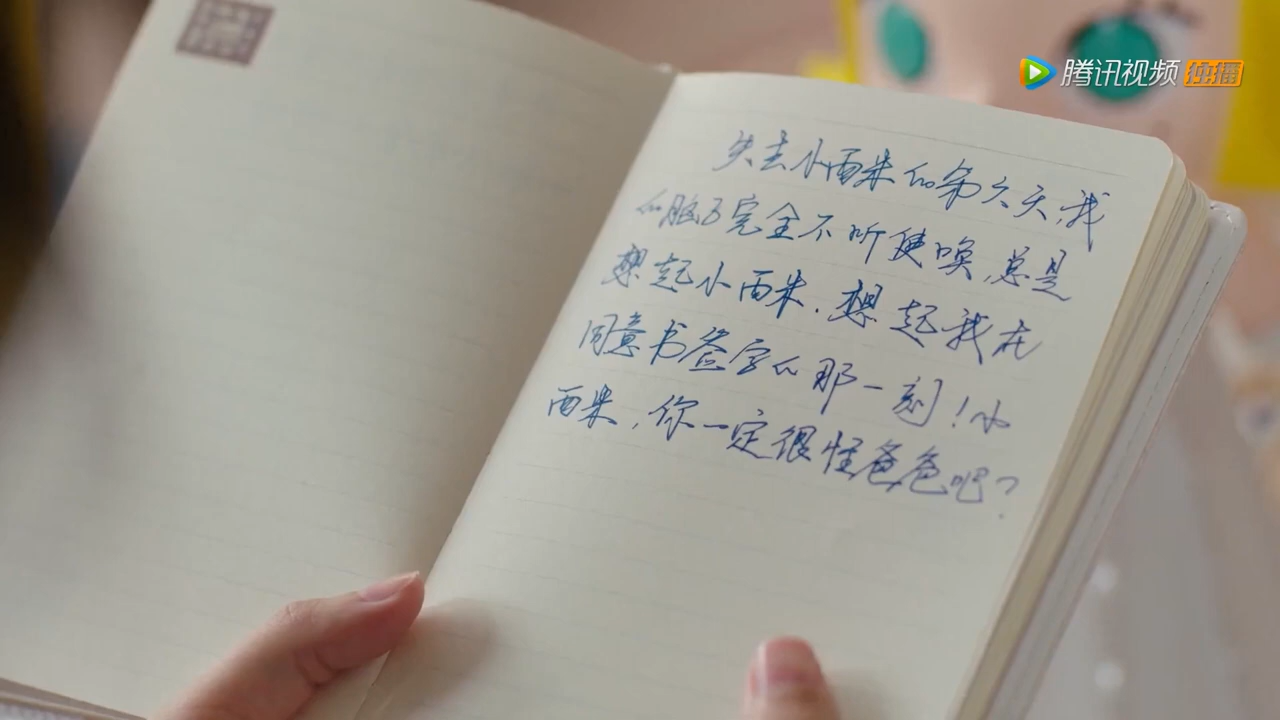 腾讯视频 独播
失去小西米的第六天,我
的脑子完全不听使唤,总是
想起小西米.想起我在
同意书签字的那一刻!小
西米,你一定很怪爸爸吧?